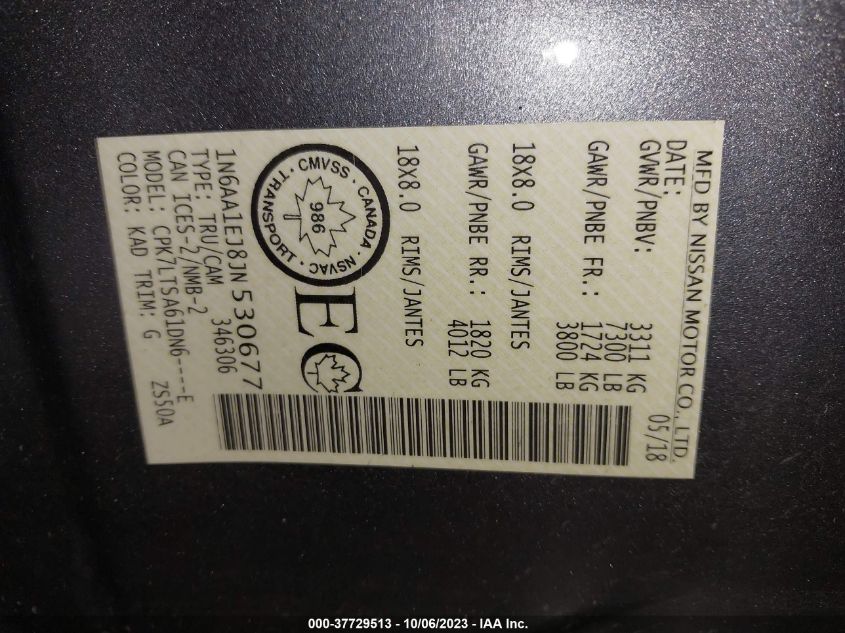 MFD BY NISSAN MOTOR CO., LTD.
DATE: 05/18
GVWR/PNBV: 3311 KG
7300 LB
GAWR/PNBE FR.: 1724 KG
3800 LB
18X8.0 RIMS/JANTES
GAWR/PNBE RR.: 1820 KG
4012 LB
18X8.0 RIMS/JANTES
CMVSS · CANADA · NSVAC · TRANSPORT ·
986
EC
1N6AA1EJ8JN530677
TYPE: TRU/CAM 346306
CAN ICES-2/NMB-2
MODEL: CPK7LTSA61DN6----E
COLOR: KAD TRIM: G ZS50A
000-37729513 - 10/06/2023 - IAA Inc.